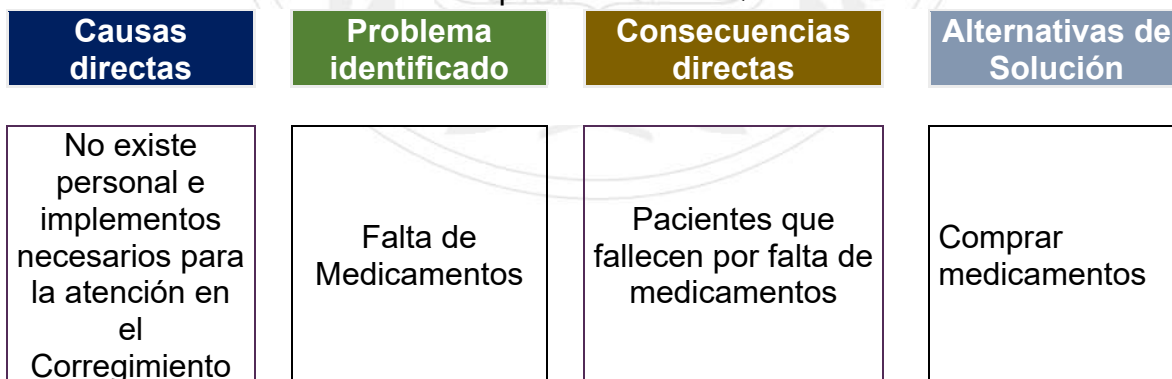 Causas
directas
Problema
identificado
Consecuencias
directas
Alternativas de
Solución
No existe
personal e
implementos
necesarios para
la atención en
el
Corregimiento
Falta de
Medicamentos
Pacientes que
fallecen por falta de
medicamentos
Comprar
medicamentos